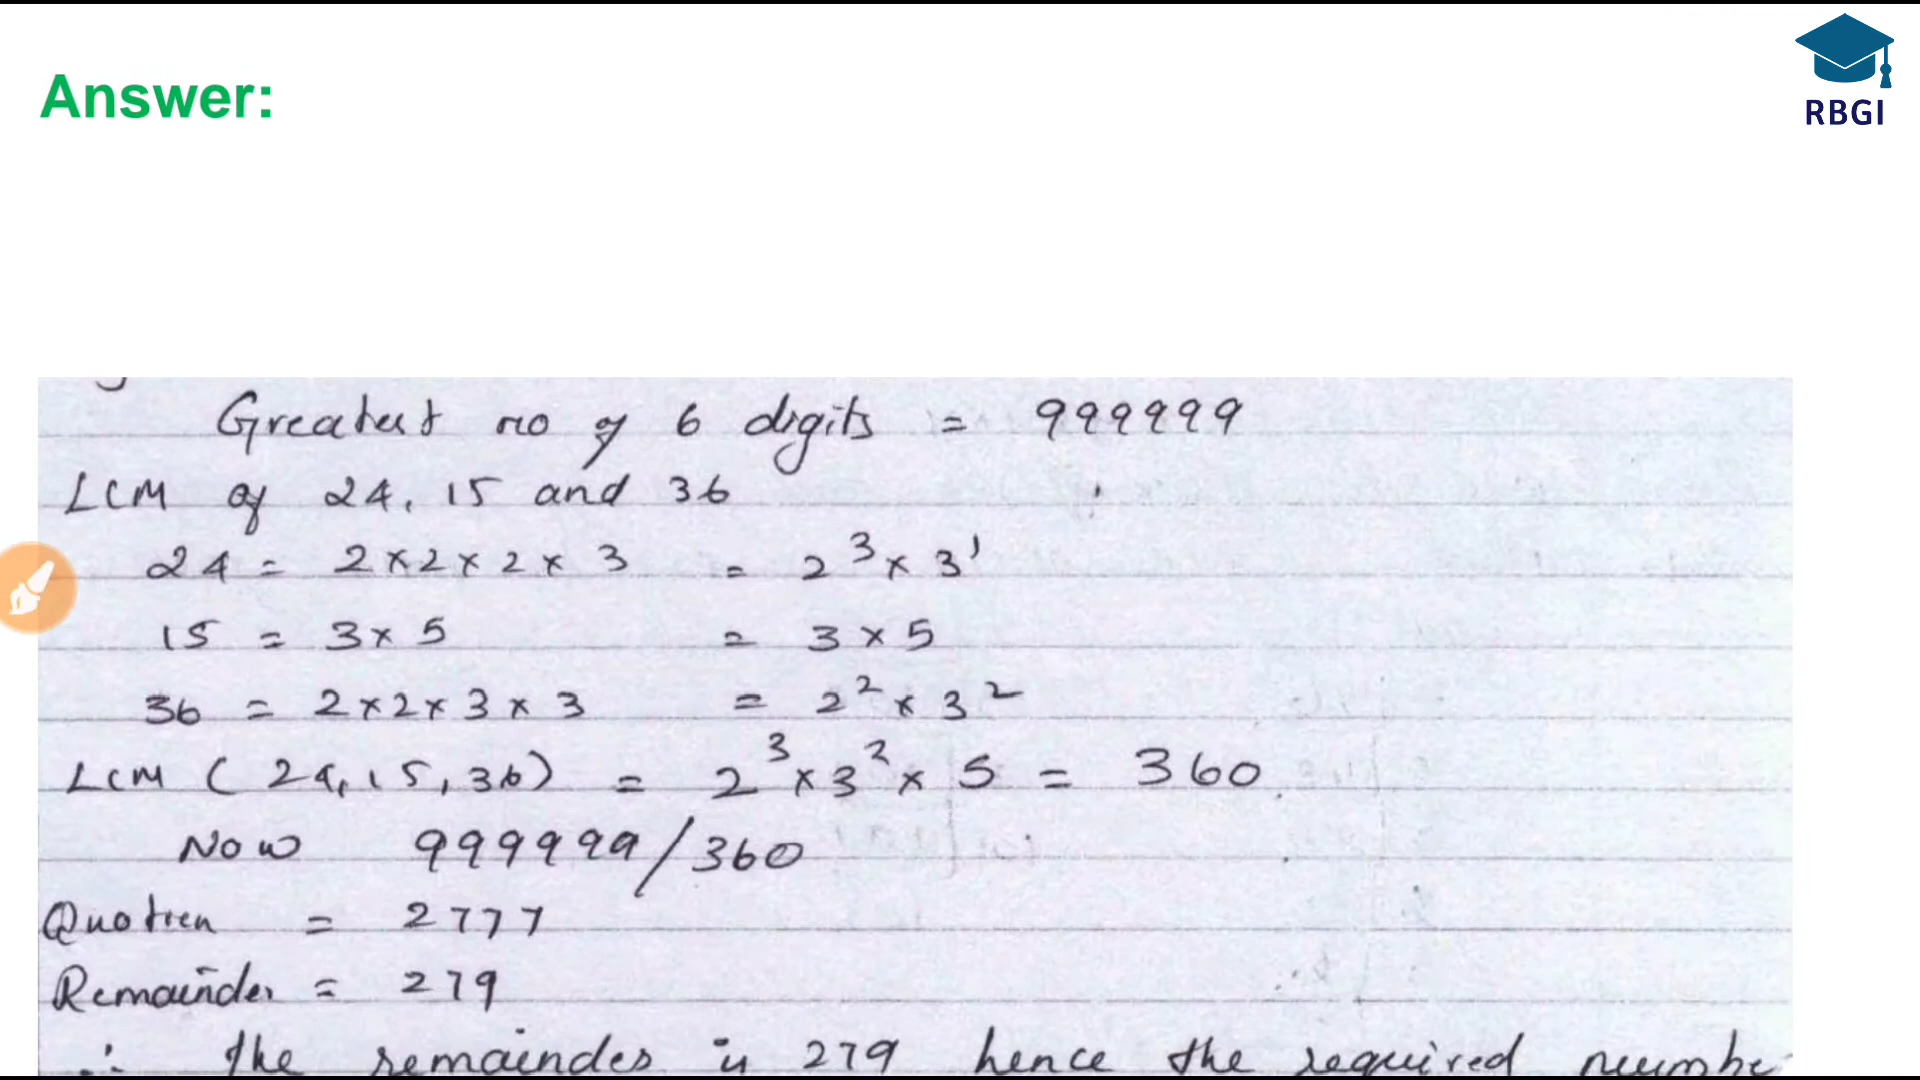 RBGI
Answer:
Greatest no of 6 digits = 999999
LCM of 24, 15 and 36
24 = 2×2×2×3 = 2³×3¹
15 = 3×5 = 3×5
36 = 2×2×3×3 = 2²×3²
LCM (24,15,36) = 2³×3²×5 = 360.
Now 999999/360
Quotien = 2777
Remainder = 279
∴ the remainder is 279 hence the required numbe